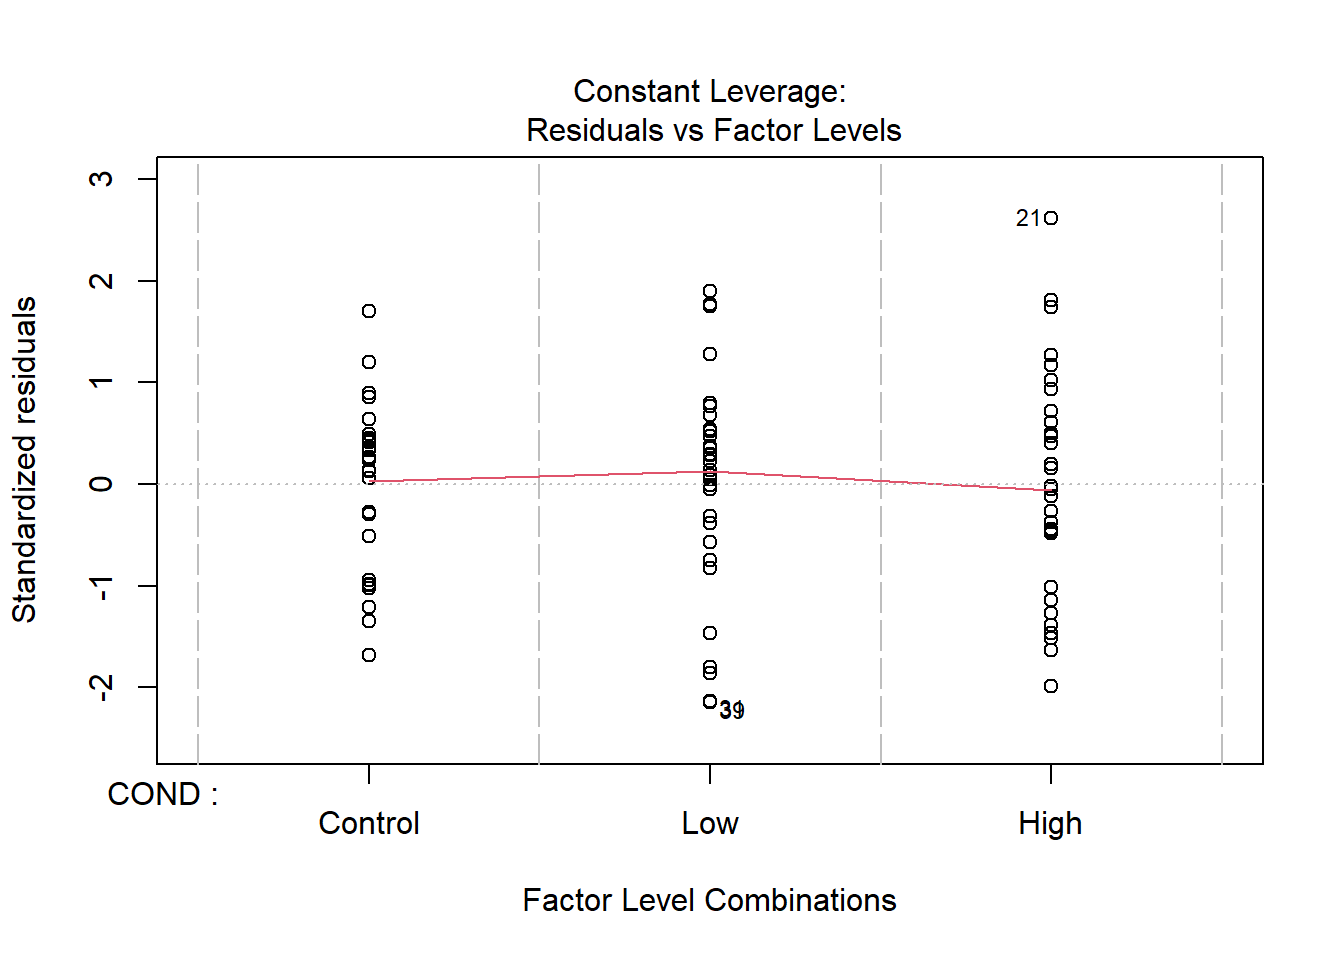 Constant Leverage:
Residuals vs Factor Levels
Standardized residuals
3
2
1
0
-1
-2
21
39
COND :
Control
Low
High
Factor Level Combinations